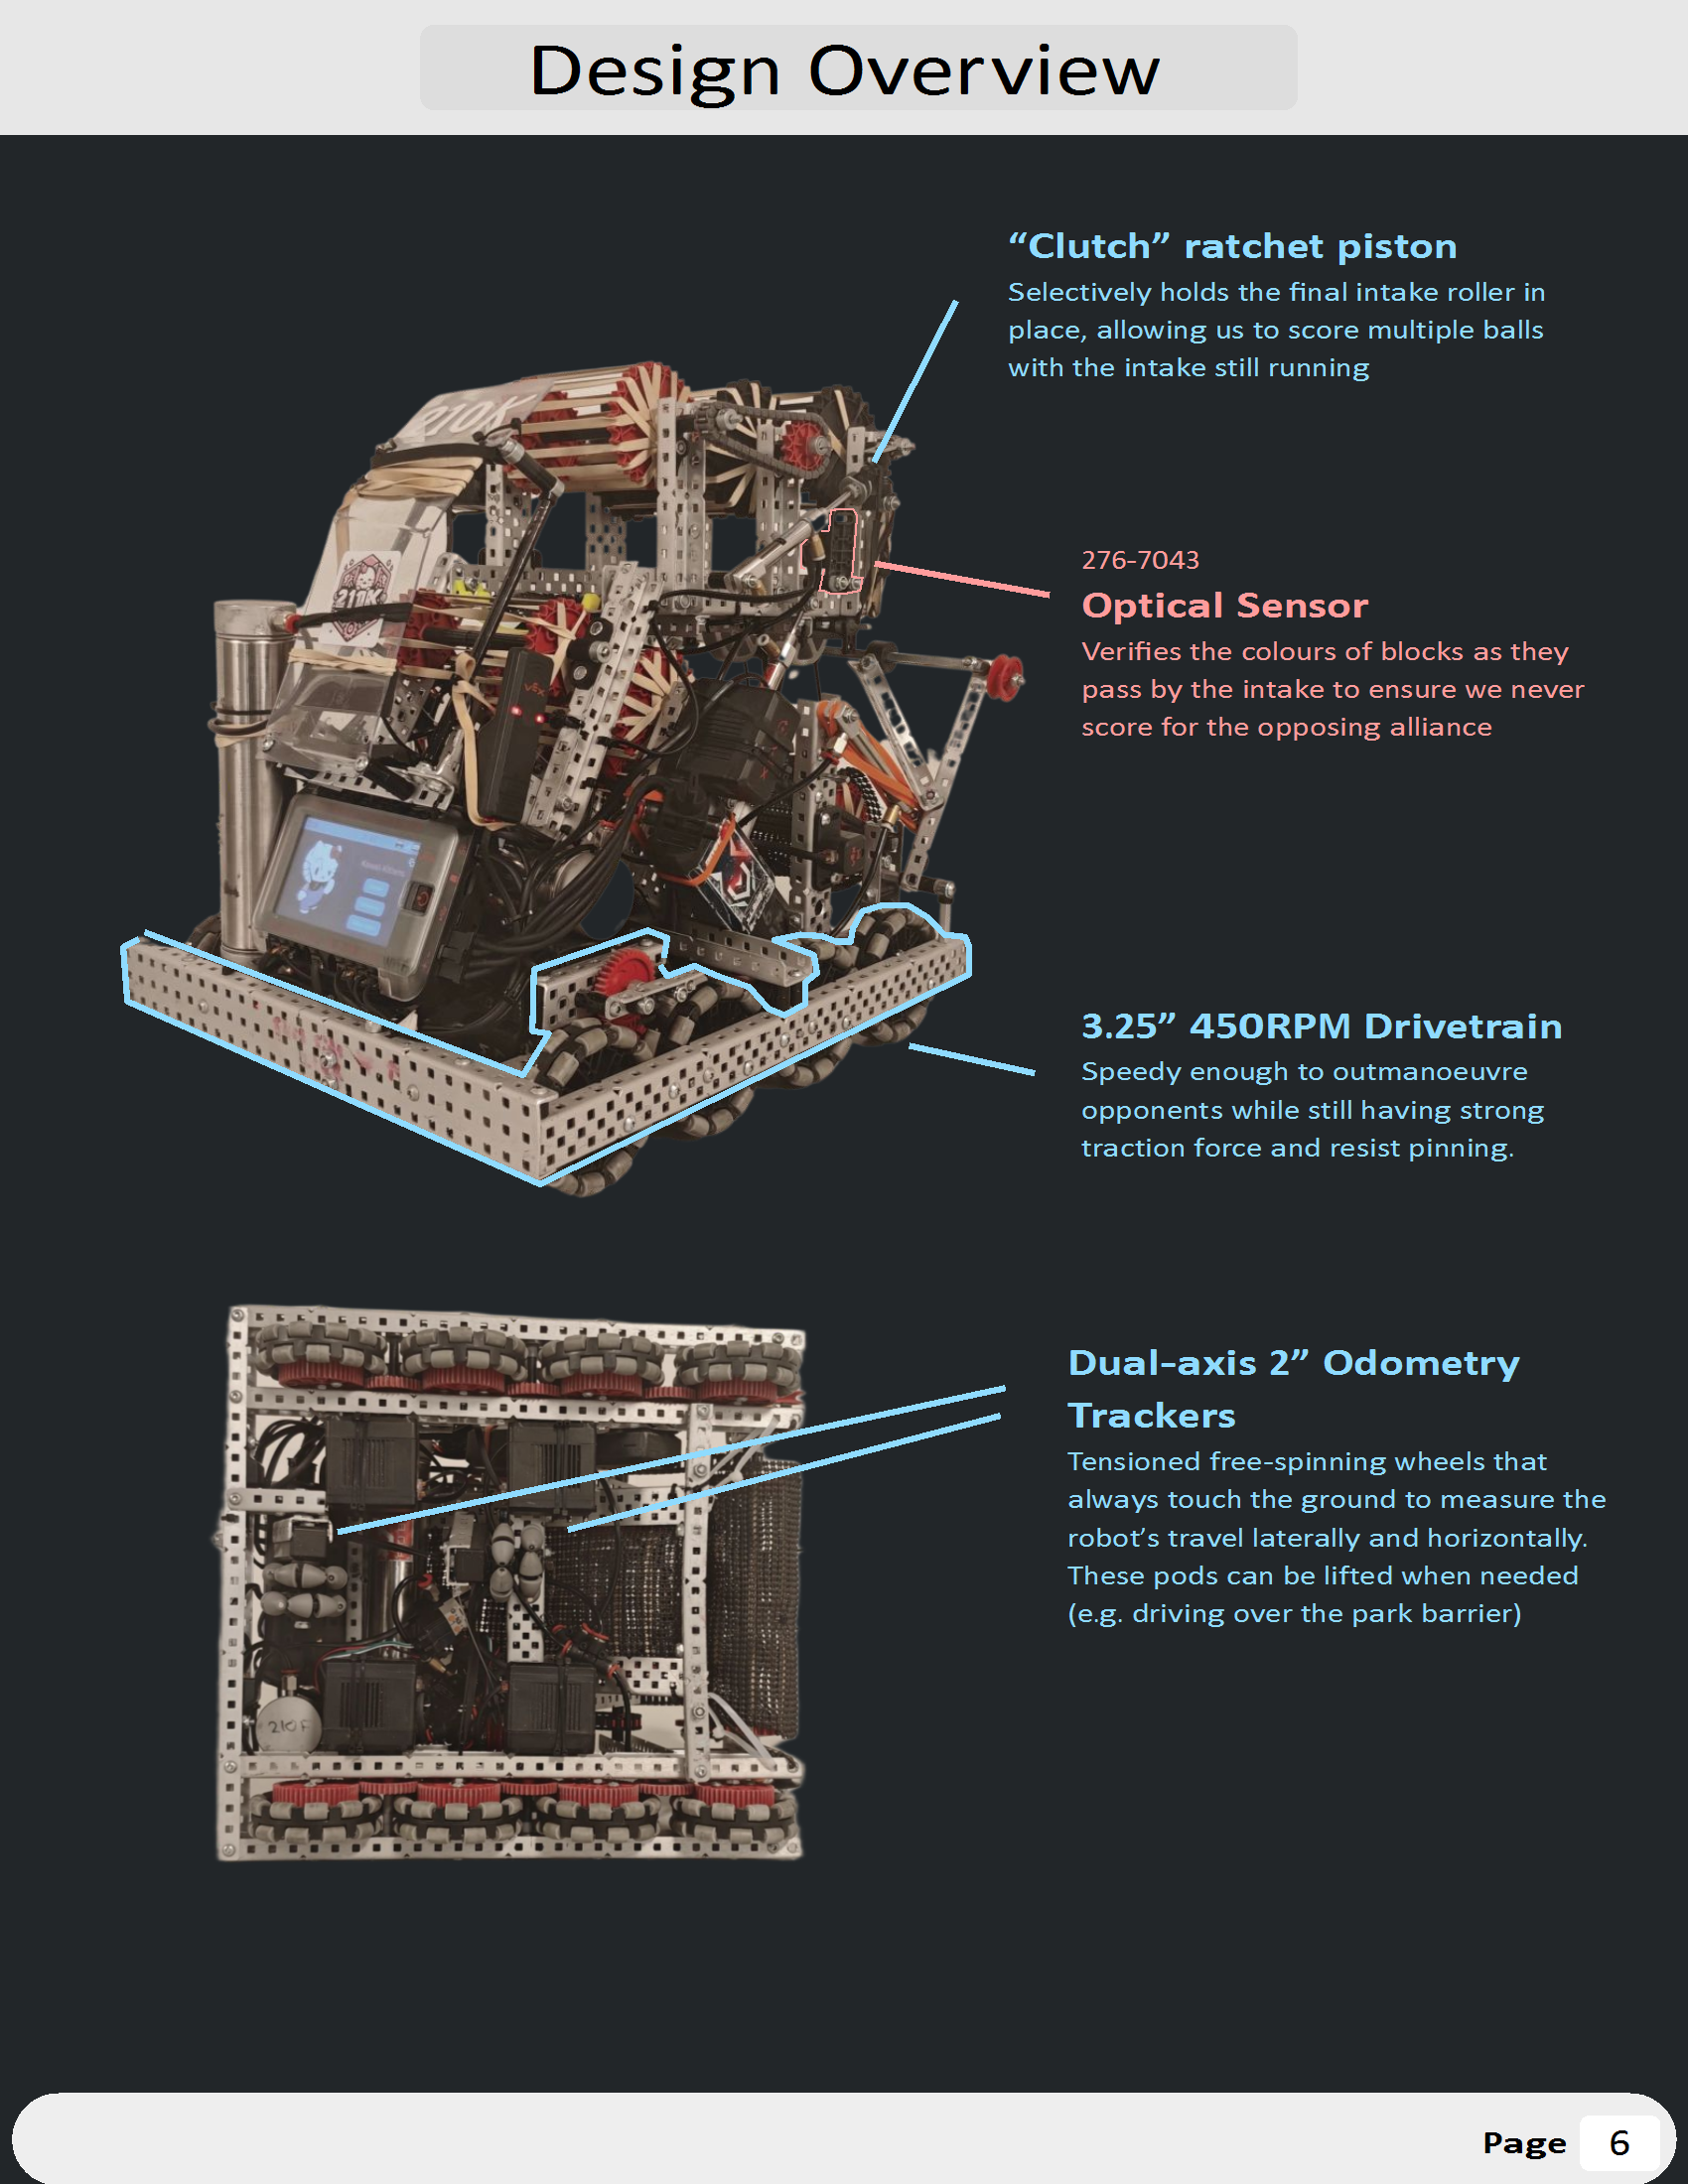 Design Overview
“Clutch” ratchet piston
Selectively holds the final intake roller in
place, allowing us to score multiple balls
with the intake still running
276-7043
Optical Sensor
Verifies the colours of blocks as they
pass by the intake to ensure we never
score for the opposing alliance
3.25” 450RPM Drivetrain
Speedy enough to outmanoeuvre
opponents while still having strong
traction force and resist pinning.
Dual-axis 2” Odometry
Trackers
Tensioned free-spinning wheels that
always touch the ground to measure the
robot’s travel laterally and horizontally.
These pods can be lifted when needed
(e.g. driving over the park barrier)
210K
210K
VEX
210F
Page 6